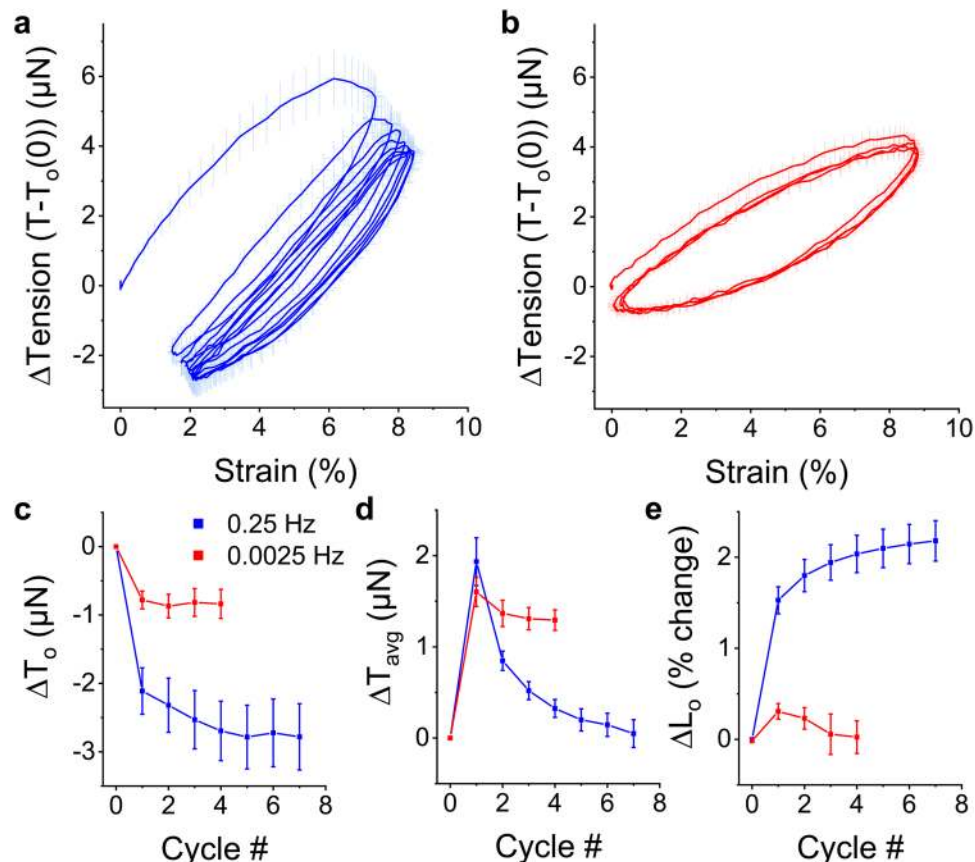 a
ΔTension (T-To(0)) (µN)
6
4
2
0
-2
0 2 4 6 8 10
Strain (%)
b
ΔTension (T-To(0)) (µN)
6
4
2
0
-2
0 2 4 6 8 10
Strain (%)
c
0.25 Hz
0.0025 Hz
ΔTo (µN)
0
-1
-2
-3
0 2 4 6 8
Cycle #
d
ΔTavg (µN)
2
1
0
0 2 4 6 8
Cycle #
e
ΔLo (% change)
2
1
0
0 2 4 6 8
Cycle #